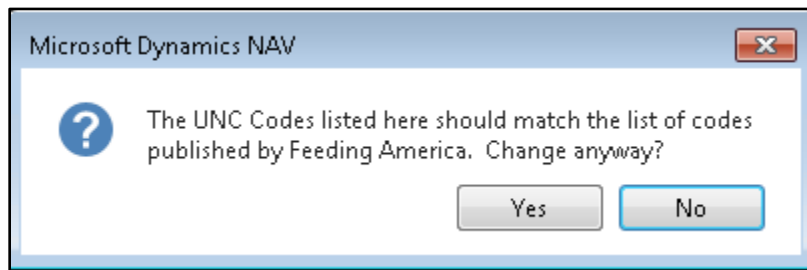 Microsoft Dynamics NAV
The UNC Codes listed here should match the list of codes
published by Feeding America.  Change anyway?
Yes
No